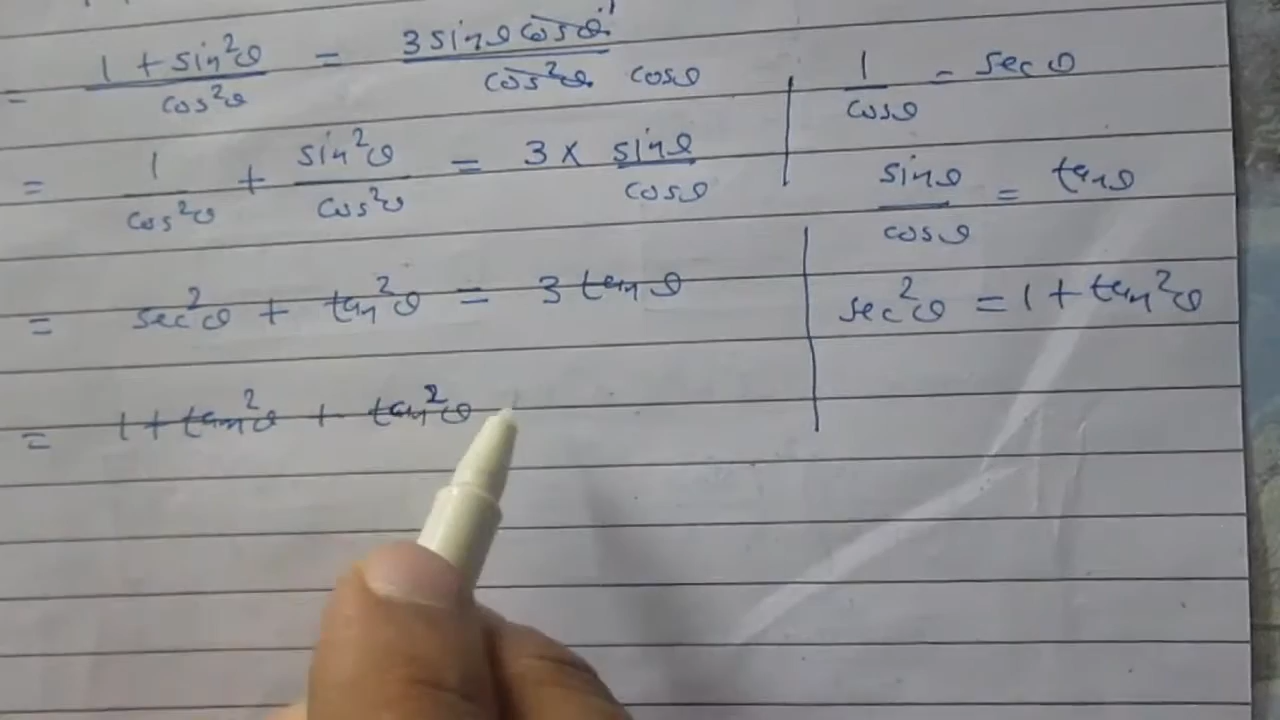 = 1 + sin²θ / cos²θ = 3 sinθ cosθ 1 / cos²θ cosθ
1 / cosθ = secθ
= 1 / cos²θ + sin²θ / cos²θ = 3 × sinθ / cosθ
sinθ / cosθ = tanθ
= sec²θ + tan²θ = 3 tanθ
sec²θ = 1 + tan²θ
= 1 + tan²θ + tan²θ